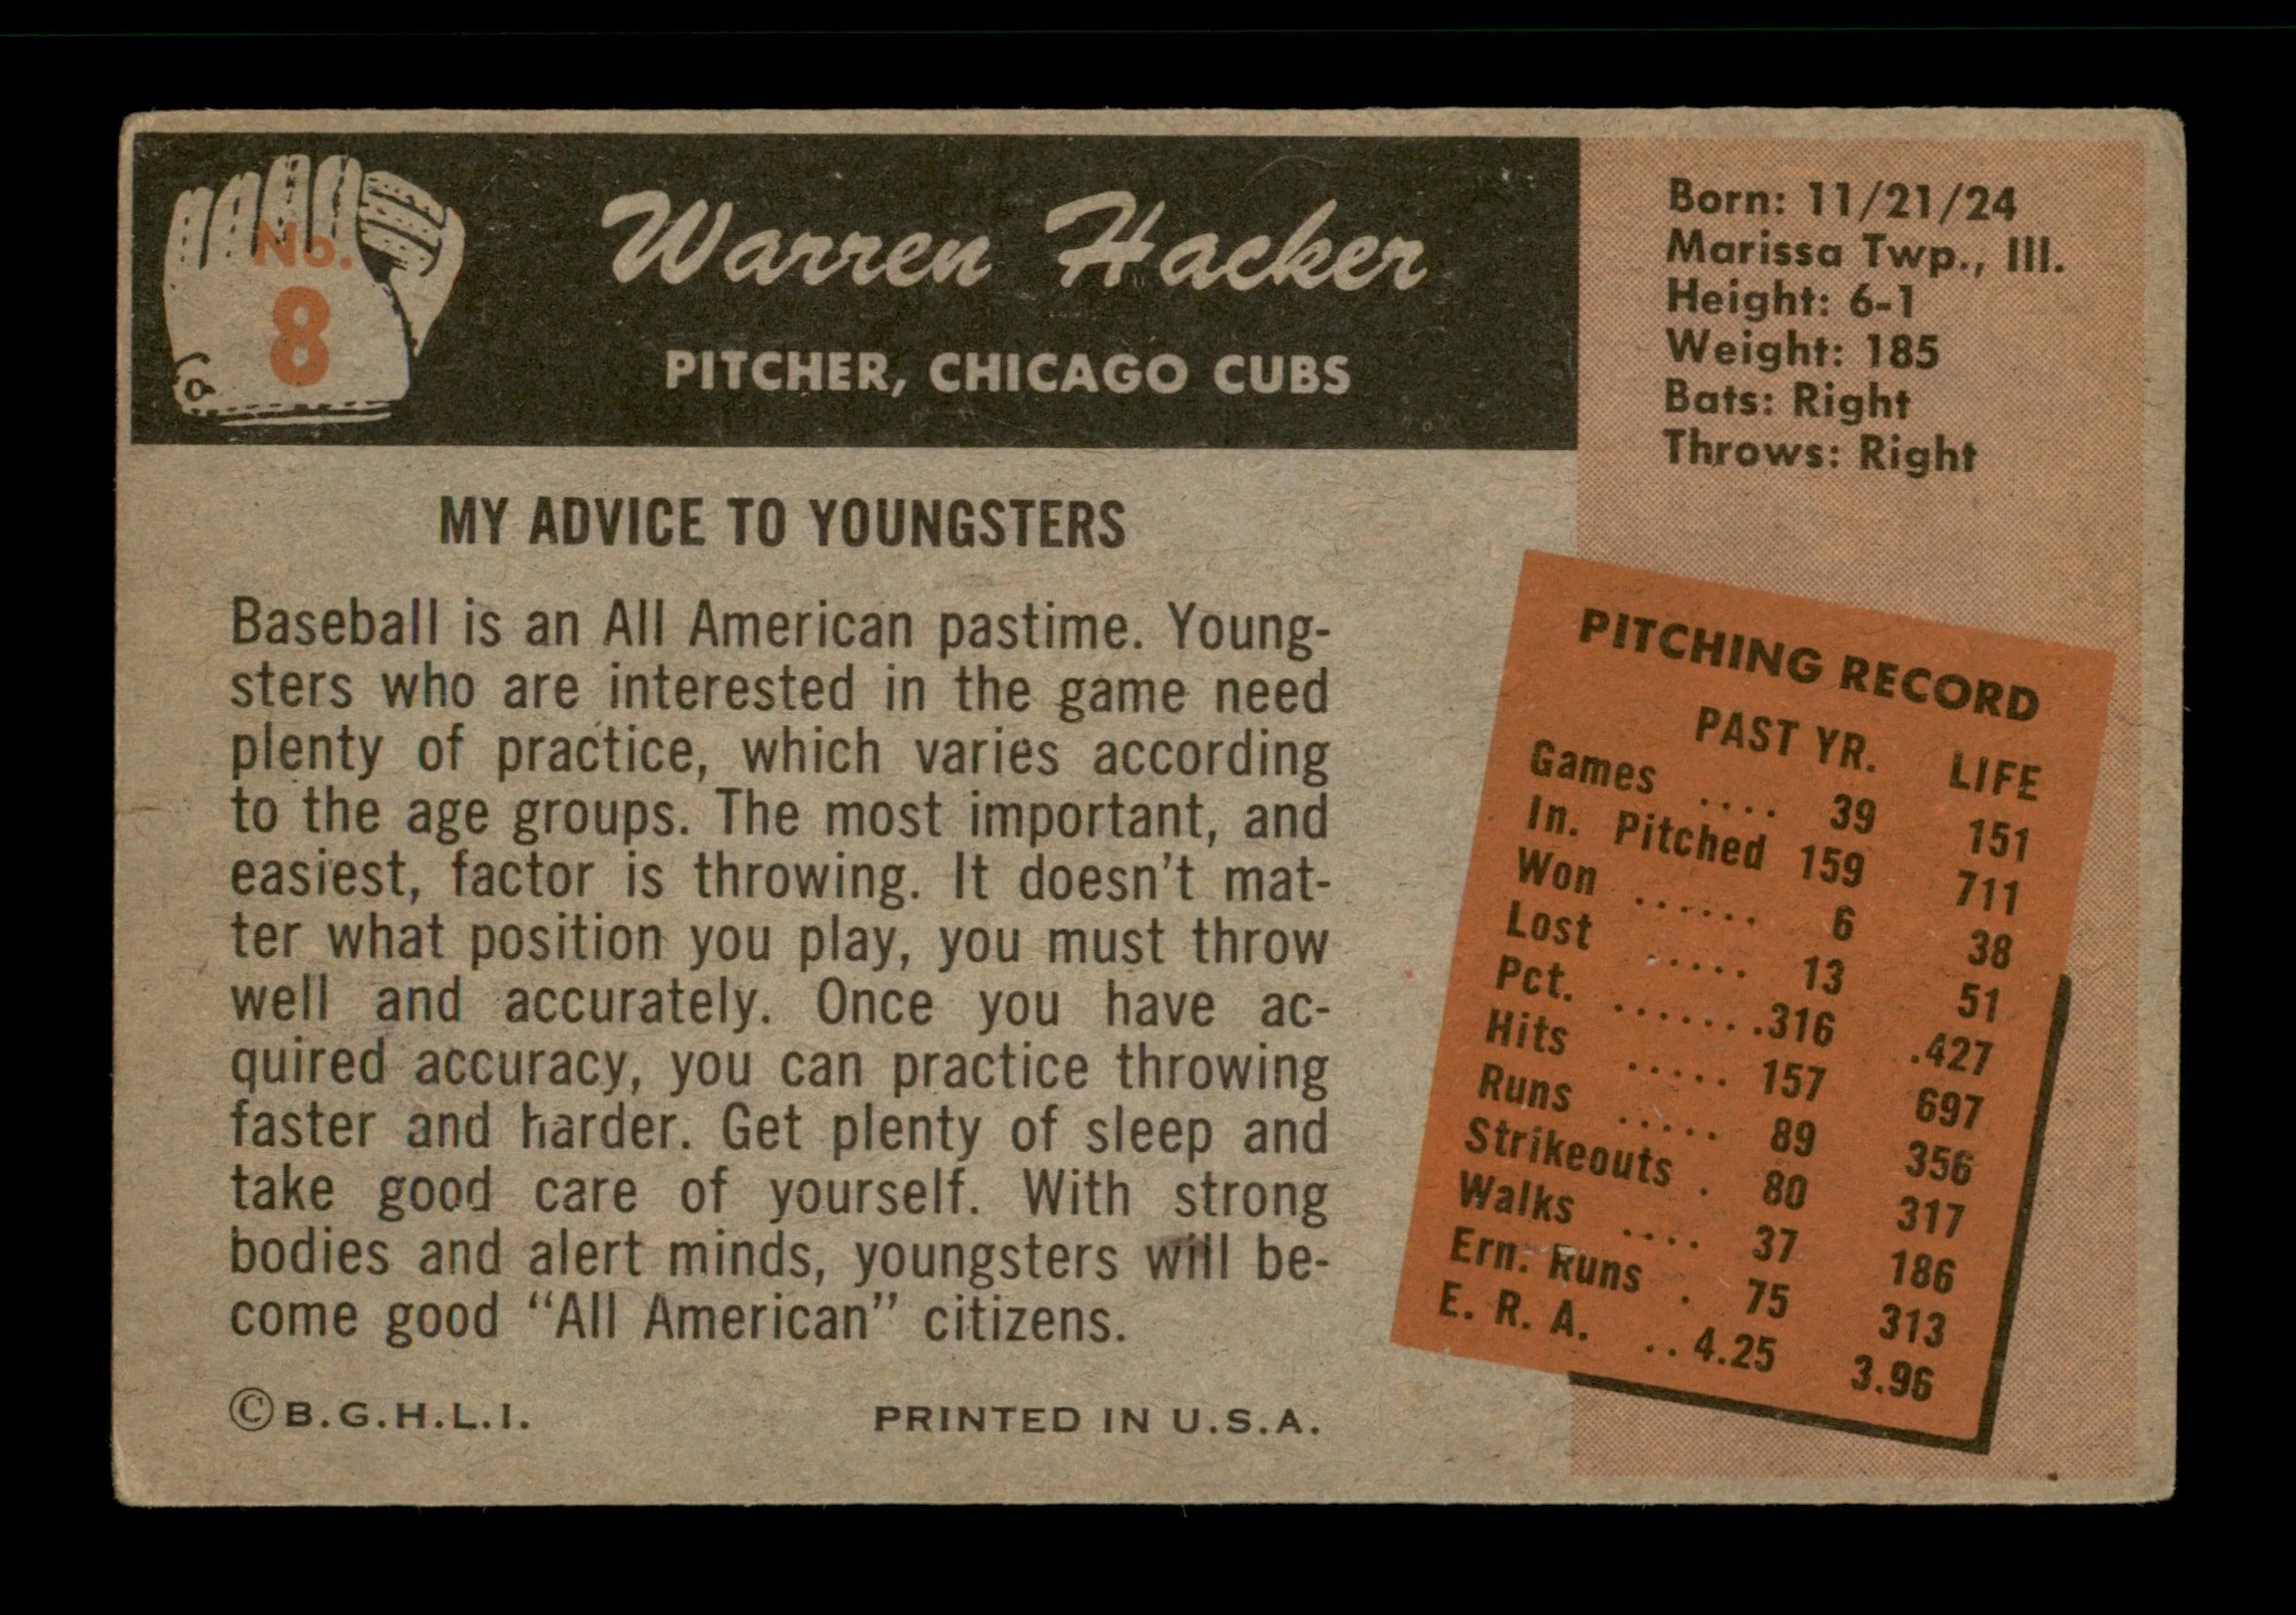 No.
8
Warren Hacker
PITCHER, CHICAGO CUBS
Born: 11/21/24
Marissa Twp., Ill.
Height: 6-1
Weight: 185
Bats: Right
Throws: Right
MY ADVICE TO YOUNGSTERS
Baseball is an All American pastime. Young-
sters who are interested in the game need
plenty of practice, which varies according
to the age groups. The most important, and
easiest, factor is throwing. It doesn't mat-
ter what position you play, you must throw
well and accurately. Once you have ac-
quired accuracy, you can practice throwing
faster and harder. Get plenty of sleep and
take good care of yourself. With strong
bodies and alert minds, youngsters will be-
come good "All American" citizens.
©B.G.H.L.I. PRINTED IN U.S.A.
PITCHING RECORD
PAST YR. LIFE
Games .... 39 151
In. Pitched 159 711
Won ...... 6 38
Lost ..... 13 51
Pct. .......316 .427
Hits ..... 157 697
Runs ..... 89 356
Strikeouts . 80 317
Walks .... 37 186
Ern. Runs . 75 313
E. R. A. ..4.25 3.96